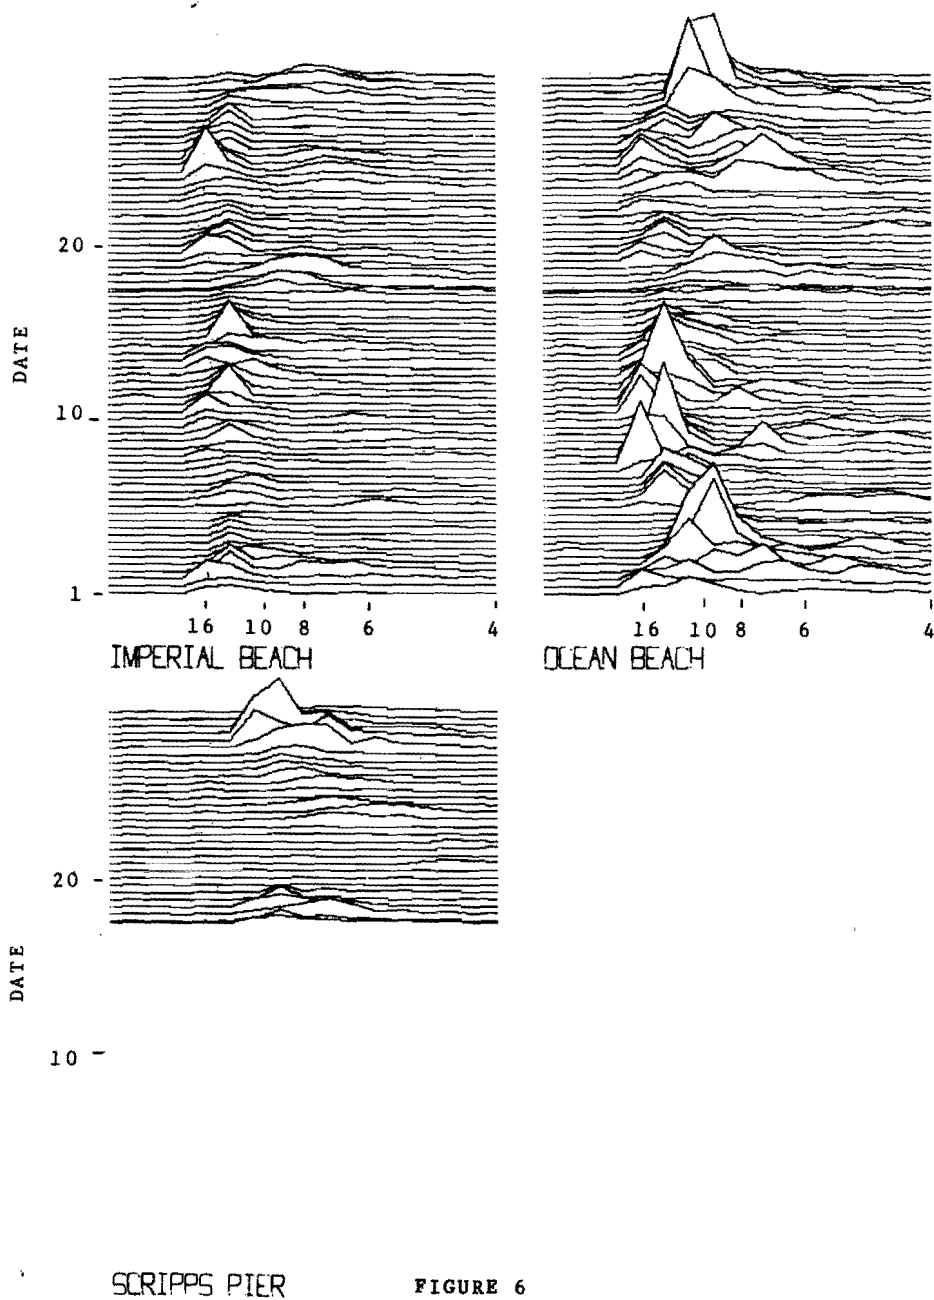 DATE
20
10
1
16 10 8 6 4
IMPERIAL BEACH
16 10 8 6 4
OCEAN BEACH
DATE
20
10
SCRIPPS PIER
FIGURE 6